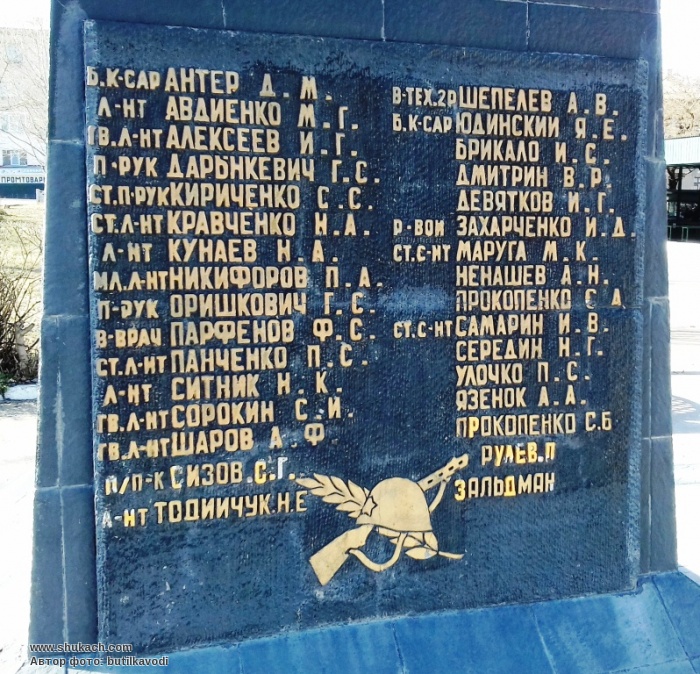 Б.К-САР АНТЕР Д.М.
Л-НТ АВДИЕНКО М.Г.
ГВ.Л-НТ АЛЕКСЕЕВ И.Г.
П-РУК ДАРЬНКЕВИЧ Г.С.
СТ.П-РУК КИРИЧЕНКО С.С.
СТ.Л-НТ КРАВЧЕНКО Н.А.
Л-НТ КУНАЕВ Н.А.
МЛ.Л-НТ НИКИФОРОВ П.А.
П-РУК ОРИШКОВИЧ Г.С.
В-ВРАЧ ПАРФЕНОВ Ф.С.
СТ.Л-НТ ПАНЧЕНКО П.С.
Л-НТ СИТНИК Н.К.
ГВ.Л-НТ СОРОКИН С.И.
ГВ.Л-НТ ШАРОВ А.Ф
П/П-К СИЗОВ.С.Г.
Л-НТ ТОДИИЧУК.Н.Е
В-ТЕХ.2Р ШЕПЕЛЕВ А.В.
Б.К-САР ЮДИНСКИЙ Я.Е.
БРИКАЛО И.С.
ДМИТРИН В.Р.
ДЕВЯТКОВ И.Г.
Р-ВОЙ ЗАХАРЧЕНКО И.Д.
СТ.С-НТ МАРУГА М.К.
НЕНАШЕВ А.Н.
ПРОКОПЕНКО С Д
СТ.С-НТ САМАРИН И.В.
СЕРЕДИН Н.Г.
УЛОЧКО П.С.
ЯЗЕНОК А.А.
ПРОКОПЕНКО С.Б
РУЛЕВ.П
ЗАЛЬДМАН
ПРОМТОВАРЫ
www.shukach.com
Автор фото: butilkavodi